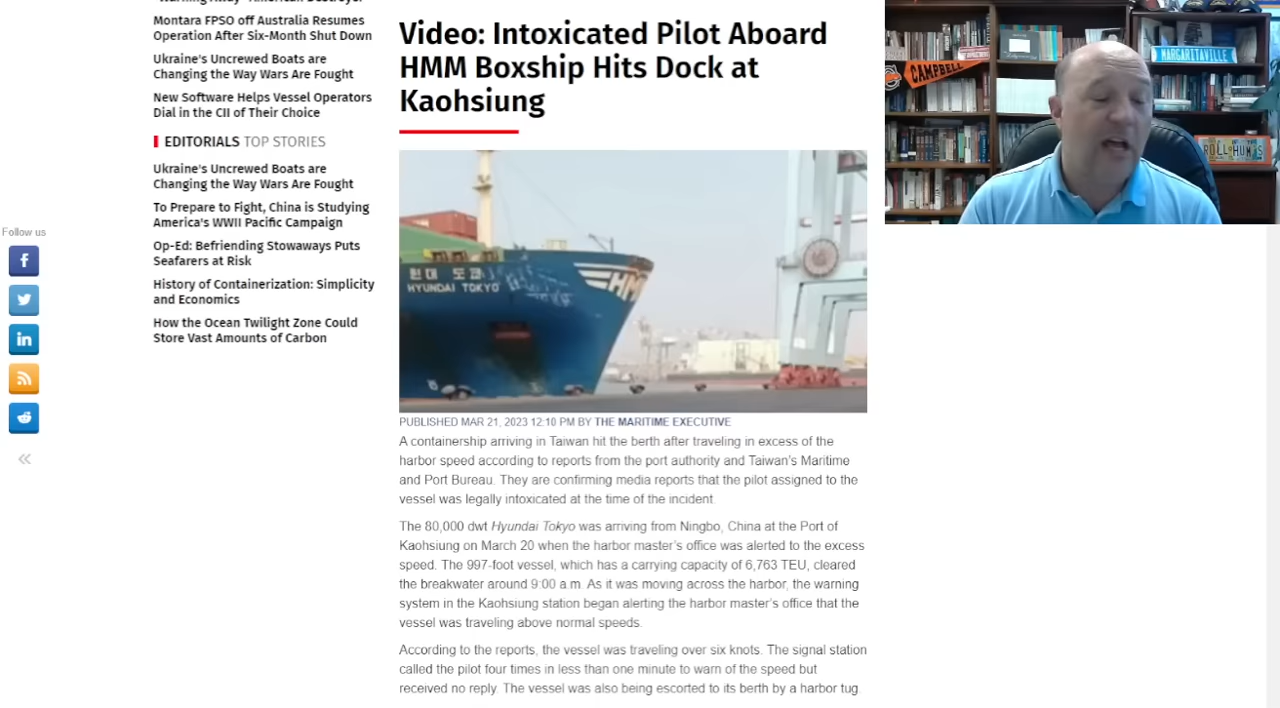 "Warning Away" American Destroyer
Montara FPSO off Australia Resumes
Operation After Six-Month Shut Down
Ukraine's Uncrewed Boats are
Changing the Way Wars Are Fought
New Software Helps Vessel Operators
Dial in the CII of Their Choice
EDITORIALS TOP STORIES
Ukraine's Uncrewed Boats are
Changing the Way Wars Are Fought
To Prepare to Fight, China is Studying
America's WWII Pacific Campaign
Op-Ed: Befriending Stowaways Puts
Seafarers at Risk
History of Containerization: Simplicity
and Economics
How the Ocean Twilight Zone Could
Store Vast Amounts of Carbon
Follow us
Video: Intoxicated Pilot Aboard
HMM Boxship Hits Dock at
Kaohsiung
현대 도쿄
HYUNDAI TOKYO
HMM
PUBLISHED MAR 21, 2023 12:10 PM BY THE MARITIME EXECUTIVE
A containership arriving in Taiwan hit the berth after traveling in excess of the
harbor speed according to reports from the port authority and Taiwan's Maritime
and Port Bureau. They are confirming media reports that the pilot assigned to the
vessel was legally intoxicated at the time of the incident.
The 80,000 dwt Hyundai Tokyo was arriving from Ningbo, China at the Port of
Kaohsiung on March 20 when the harbor master's office was alerted to the excess
speed. The 997-foot vessel, which has a carrying capacity of 6,763 TEU, cleared
the breakwater around 9:00 a.m. As it was moving across the harbor, the warning
system in the Kaohsiung station began alerting the harbor master's office that the
vessel was traveling above normal speeds.
According to the reports, the vessel was traveling over six knots. The signal station
called the pilot four times in less than one minute to warn of the speed but
received no reply. The vessel was also being escorted to its berth by a harbor tug.
CAMPBELL
MARGARITAVILLE
ROLL HUMPS